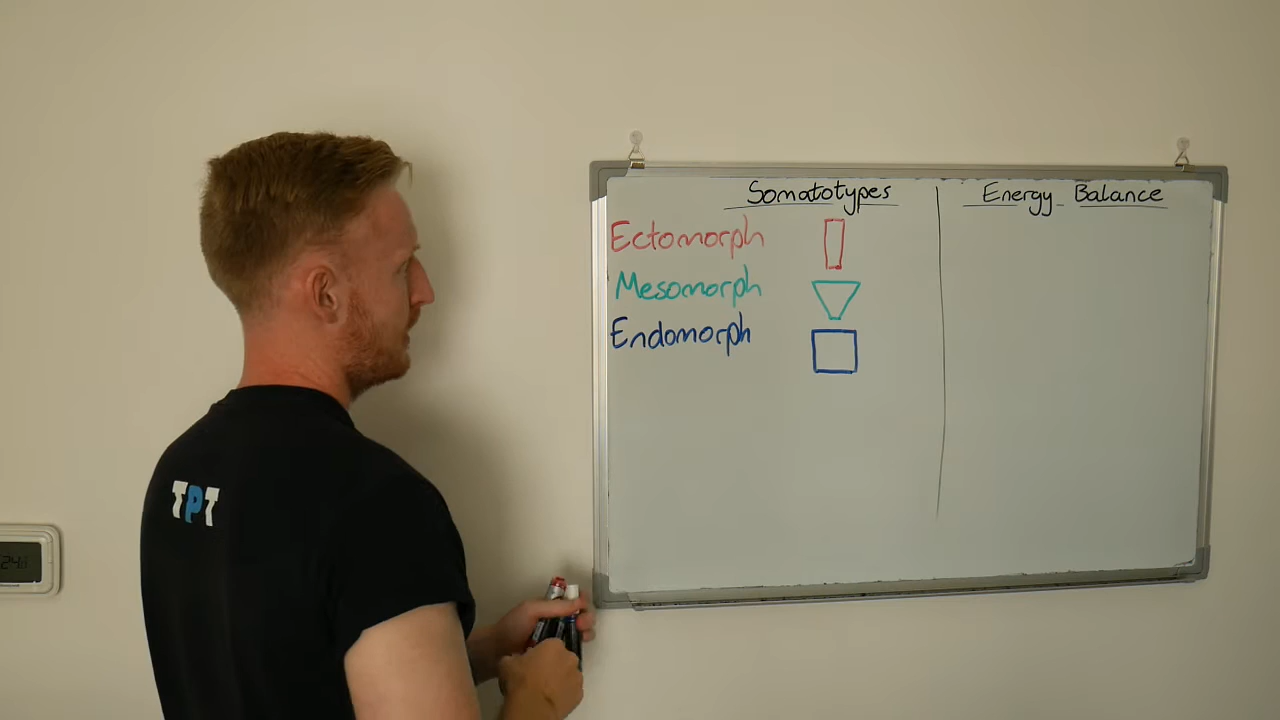 Somatotypes
Energy Balance
Ectomorph
Mesomorph
Endomorph
TPT